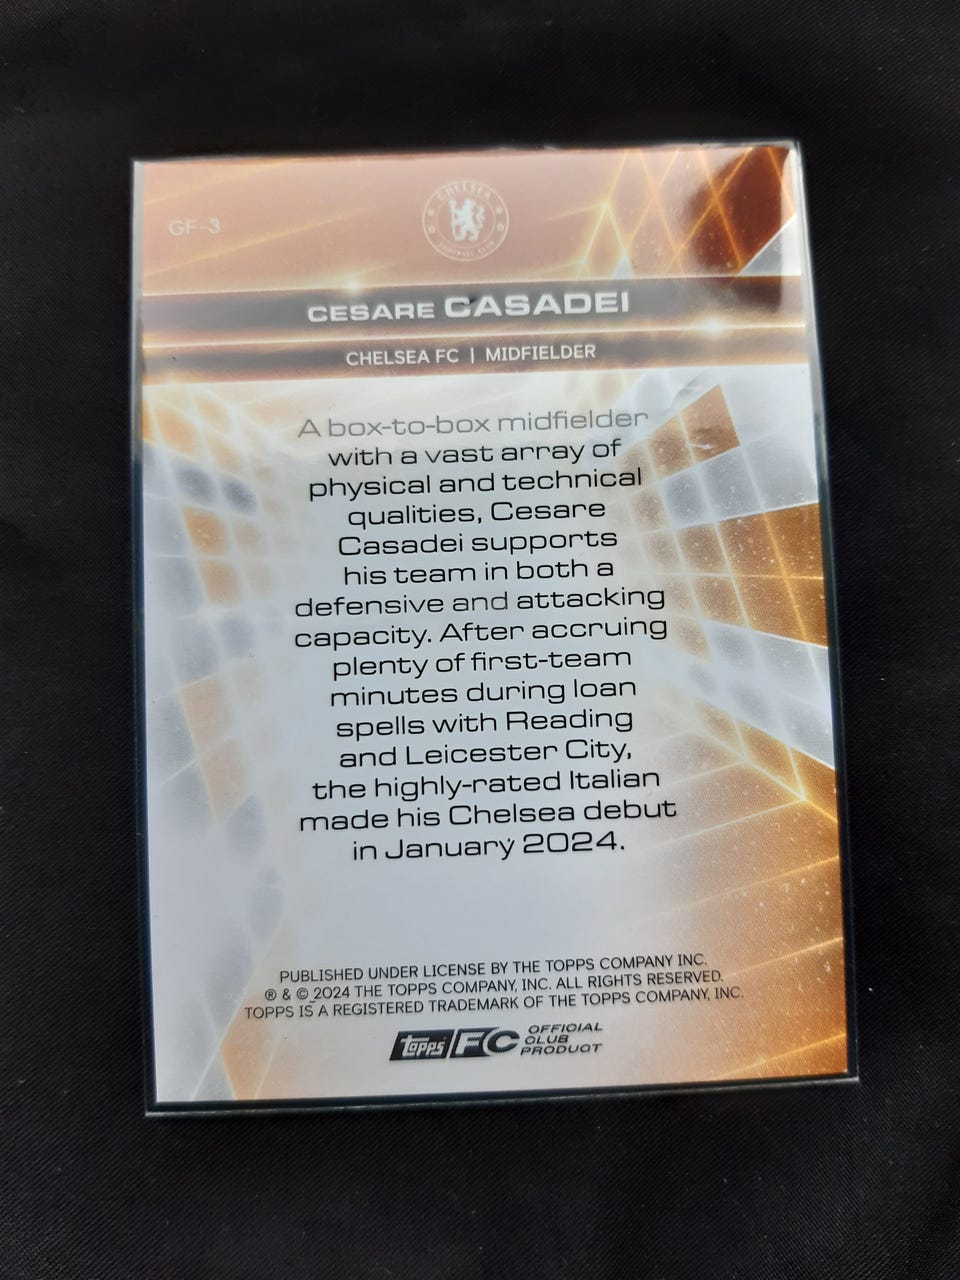 GF-3
CHELSEA
FOOTBALL CLUB
CESARE CASADEI
CHELSEA FC | MIDFIELDER
A box-to-box midfielder
with a vast array of
physical and technical
qualities, Cesare
Casadei supports
his team in both a
defensive and attacking
capacity. After accruing
plenty of first-team
minutes during loan
spells with Reading
and Leicester City,
the highly-rated Italian
made his Chelsea debut
in January 2024.
PUBLISHED UNDER LICENSE BY THE TOPPS COMPANY INC.
® & © 2024 THE TOPPS COMPANY, INC. ALL RIGHTS RESERVED.
TOPPS IS A REGISTERED TRADEMARK OF THE TOPPS COMPANY, INC.
topps FC OFFICIAL
CLUB
PRODUCT